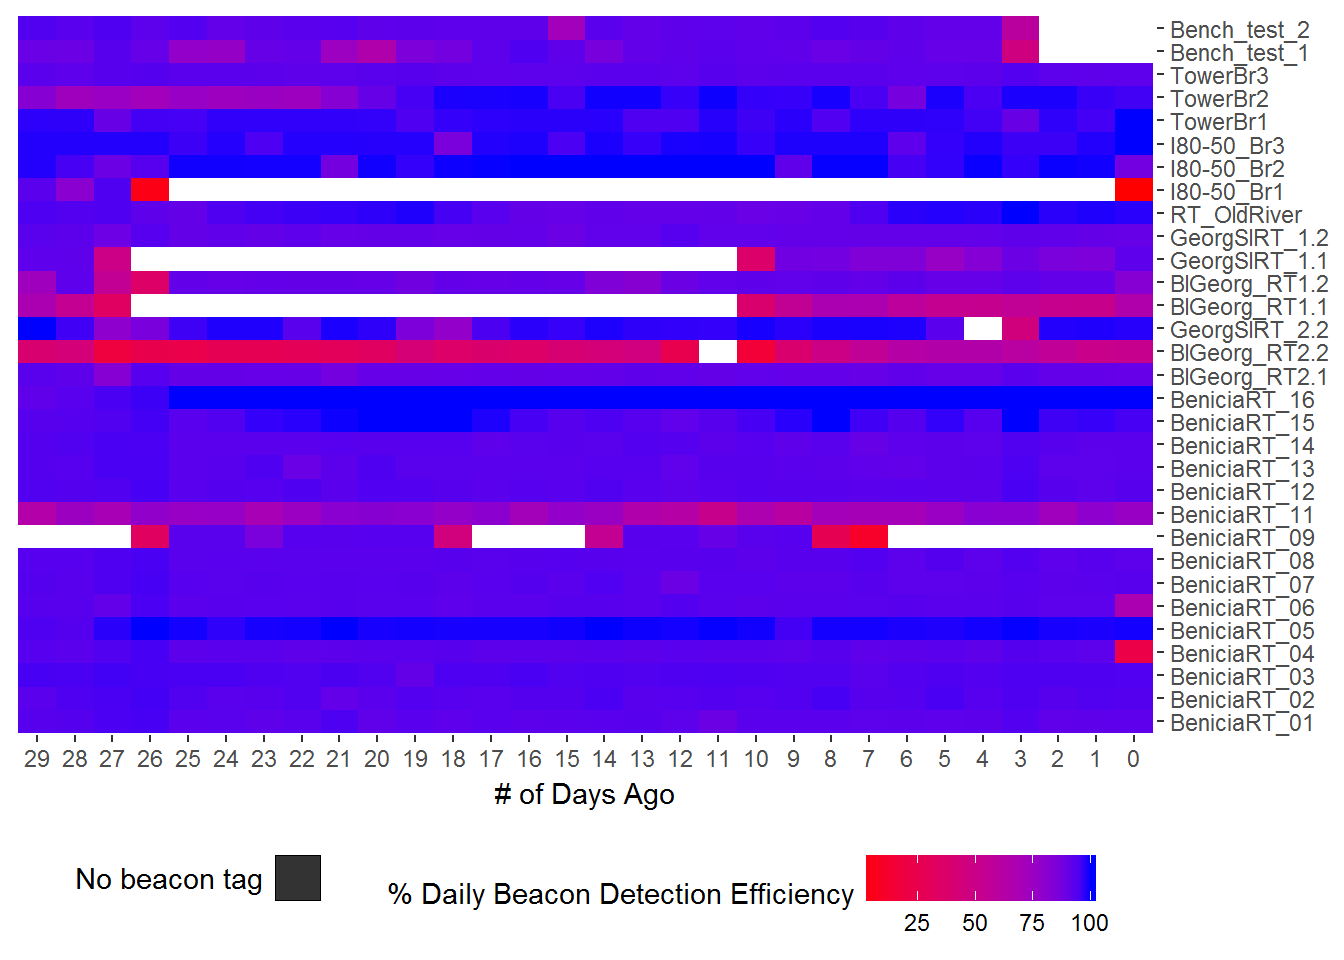 Bench_test_2
Bench_test_1
TowerBr3
TowerBr2
TowerBr1
I80-50_Br3
I80-50_Br2
I80-50_Br1
RT_OldRiver
GeorgSlRT_1.2
GeorgSlRT_1.1
BlGeorg_RT1.2
BlGeorg_RT1.1
GeorgSlRT_2.2
BlGeorg_RT2.2
BlGeorg_RT2.1
BeniciaRT_16
BeniciaRT_15
BeniciaRT_14
BeniciaRT_13
BeniciaRT_12
BeniciaRT_11
BeniciaRT_09
BeniciaRT_08
BeniciaRT_07
BeniciaRT_06
BeniciaRT_05
BeniciaRT_04
BeniciaRT_03
BeniciaRT_02
BeniciaRT_01
29 28 27 26 25 24 23 22 21 20 19 18 17 16 15 14 13 12 11 10 9 8 7 6 5 4 3 2 1 0
# of Days Ago
No beacon tag
% Daily Beacon Detection Efficiency
25 50 75 100